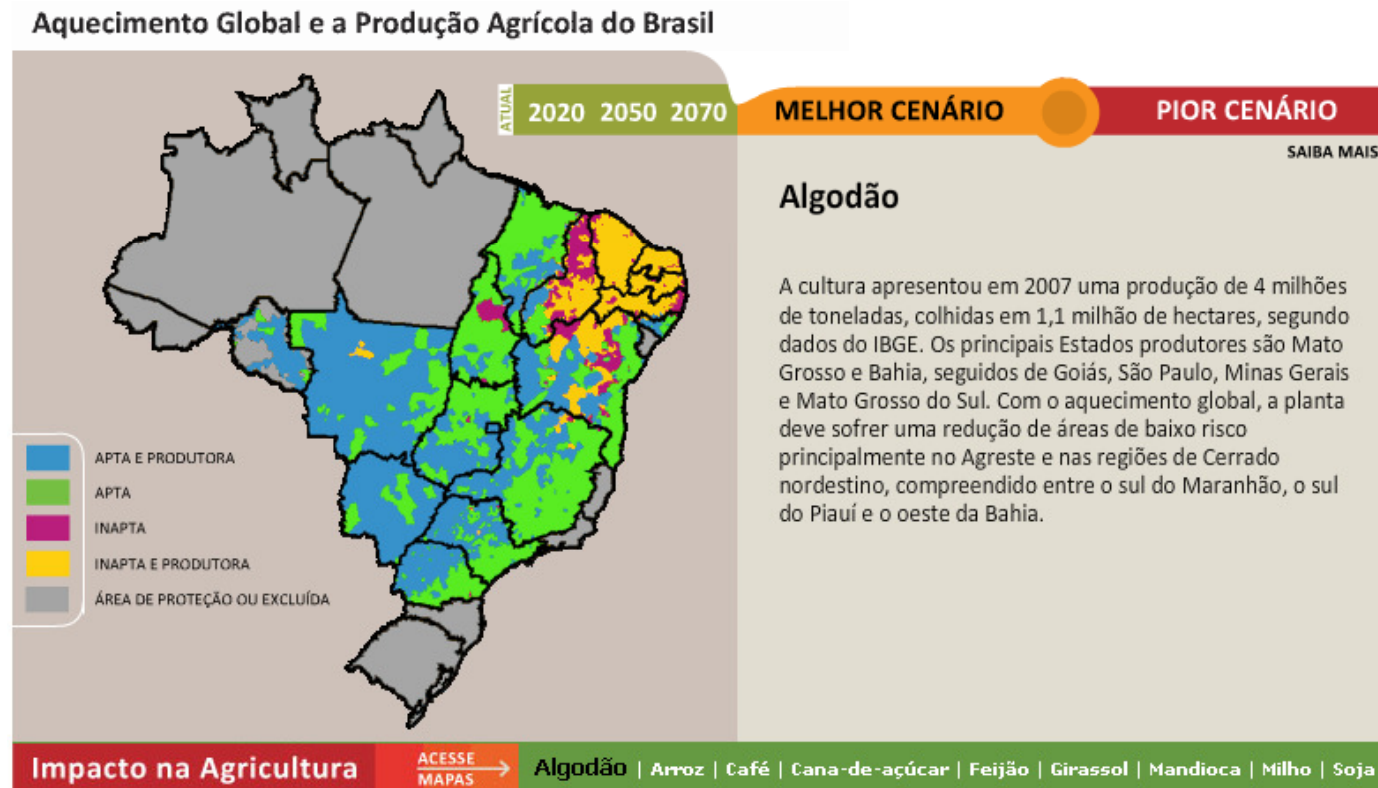 Aquecimento Global e a Produção Agrícola do Brasil
ATUAL
2020 2050 2070
MELHOR CENÁRIO
PIOR CENÁRIO
SAIBA MAIS
Algodão
A cultura apresentou em 2007 uma produção de 4 milhões
de toneladas, colhidas em 1,1 milhão de hectares, segundo
dados do IBGE. Os principais Estados produtores são Mato
Grosso e Bahia, seguidos de Goiás, São Paulo, Minas Gerais
e Mato Grosso do Sul. Com o aquecimento global, a planta
deve sofrer uma redução de áreas de baixo risco
principalmente no Agreste e nas regiões de Cerrado
nordestino, compreendido entre o sul do Maranhão, o sul
do Piauí e o oeste da Bahia.
APTA E PRODUTORA
APTA
INAPTA
INAPTA E PRODUTORA
ÁREA DE PROTEÇÃO OU EXCLUÍDA
Impacto na Agricultura
ACESSE
MAPAS
Algodão | Arroz | Café | Cana-de-açúcar | Feijão | Girassol | Mandioca | Milho | Soja